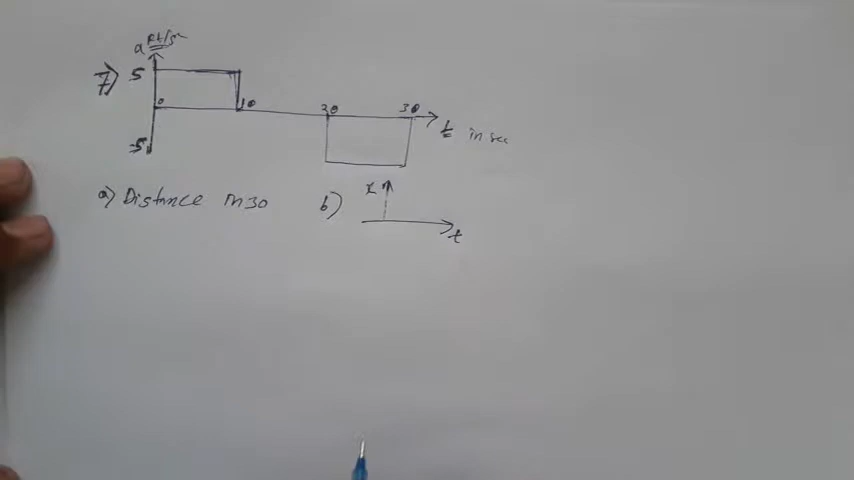 a ft/s²
7) 5
0 10 20 30
t in sec
-5
a) Distance in 30 b) x
t